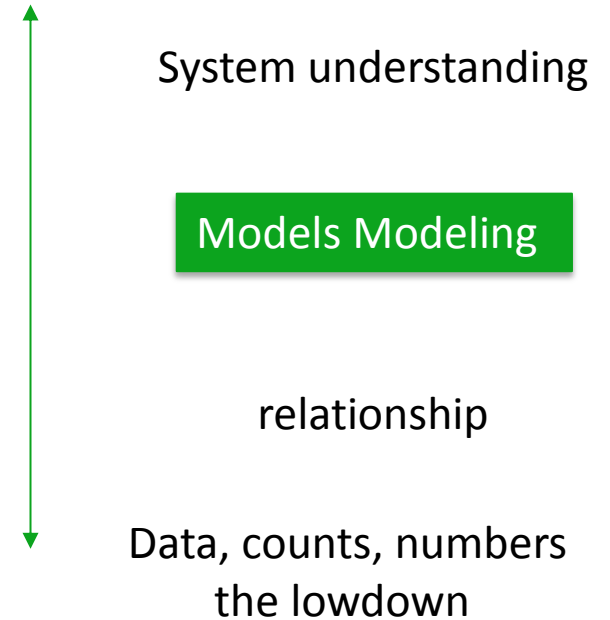 System understanding
Models Modeling
relationship
Data, counts, numbers
the lowdown